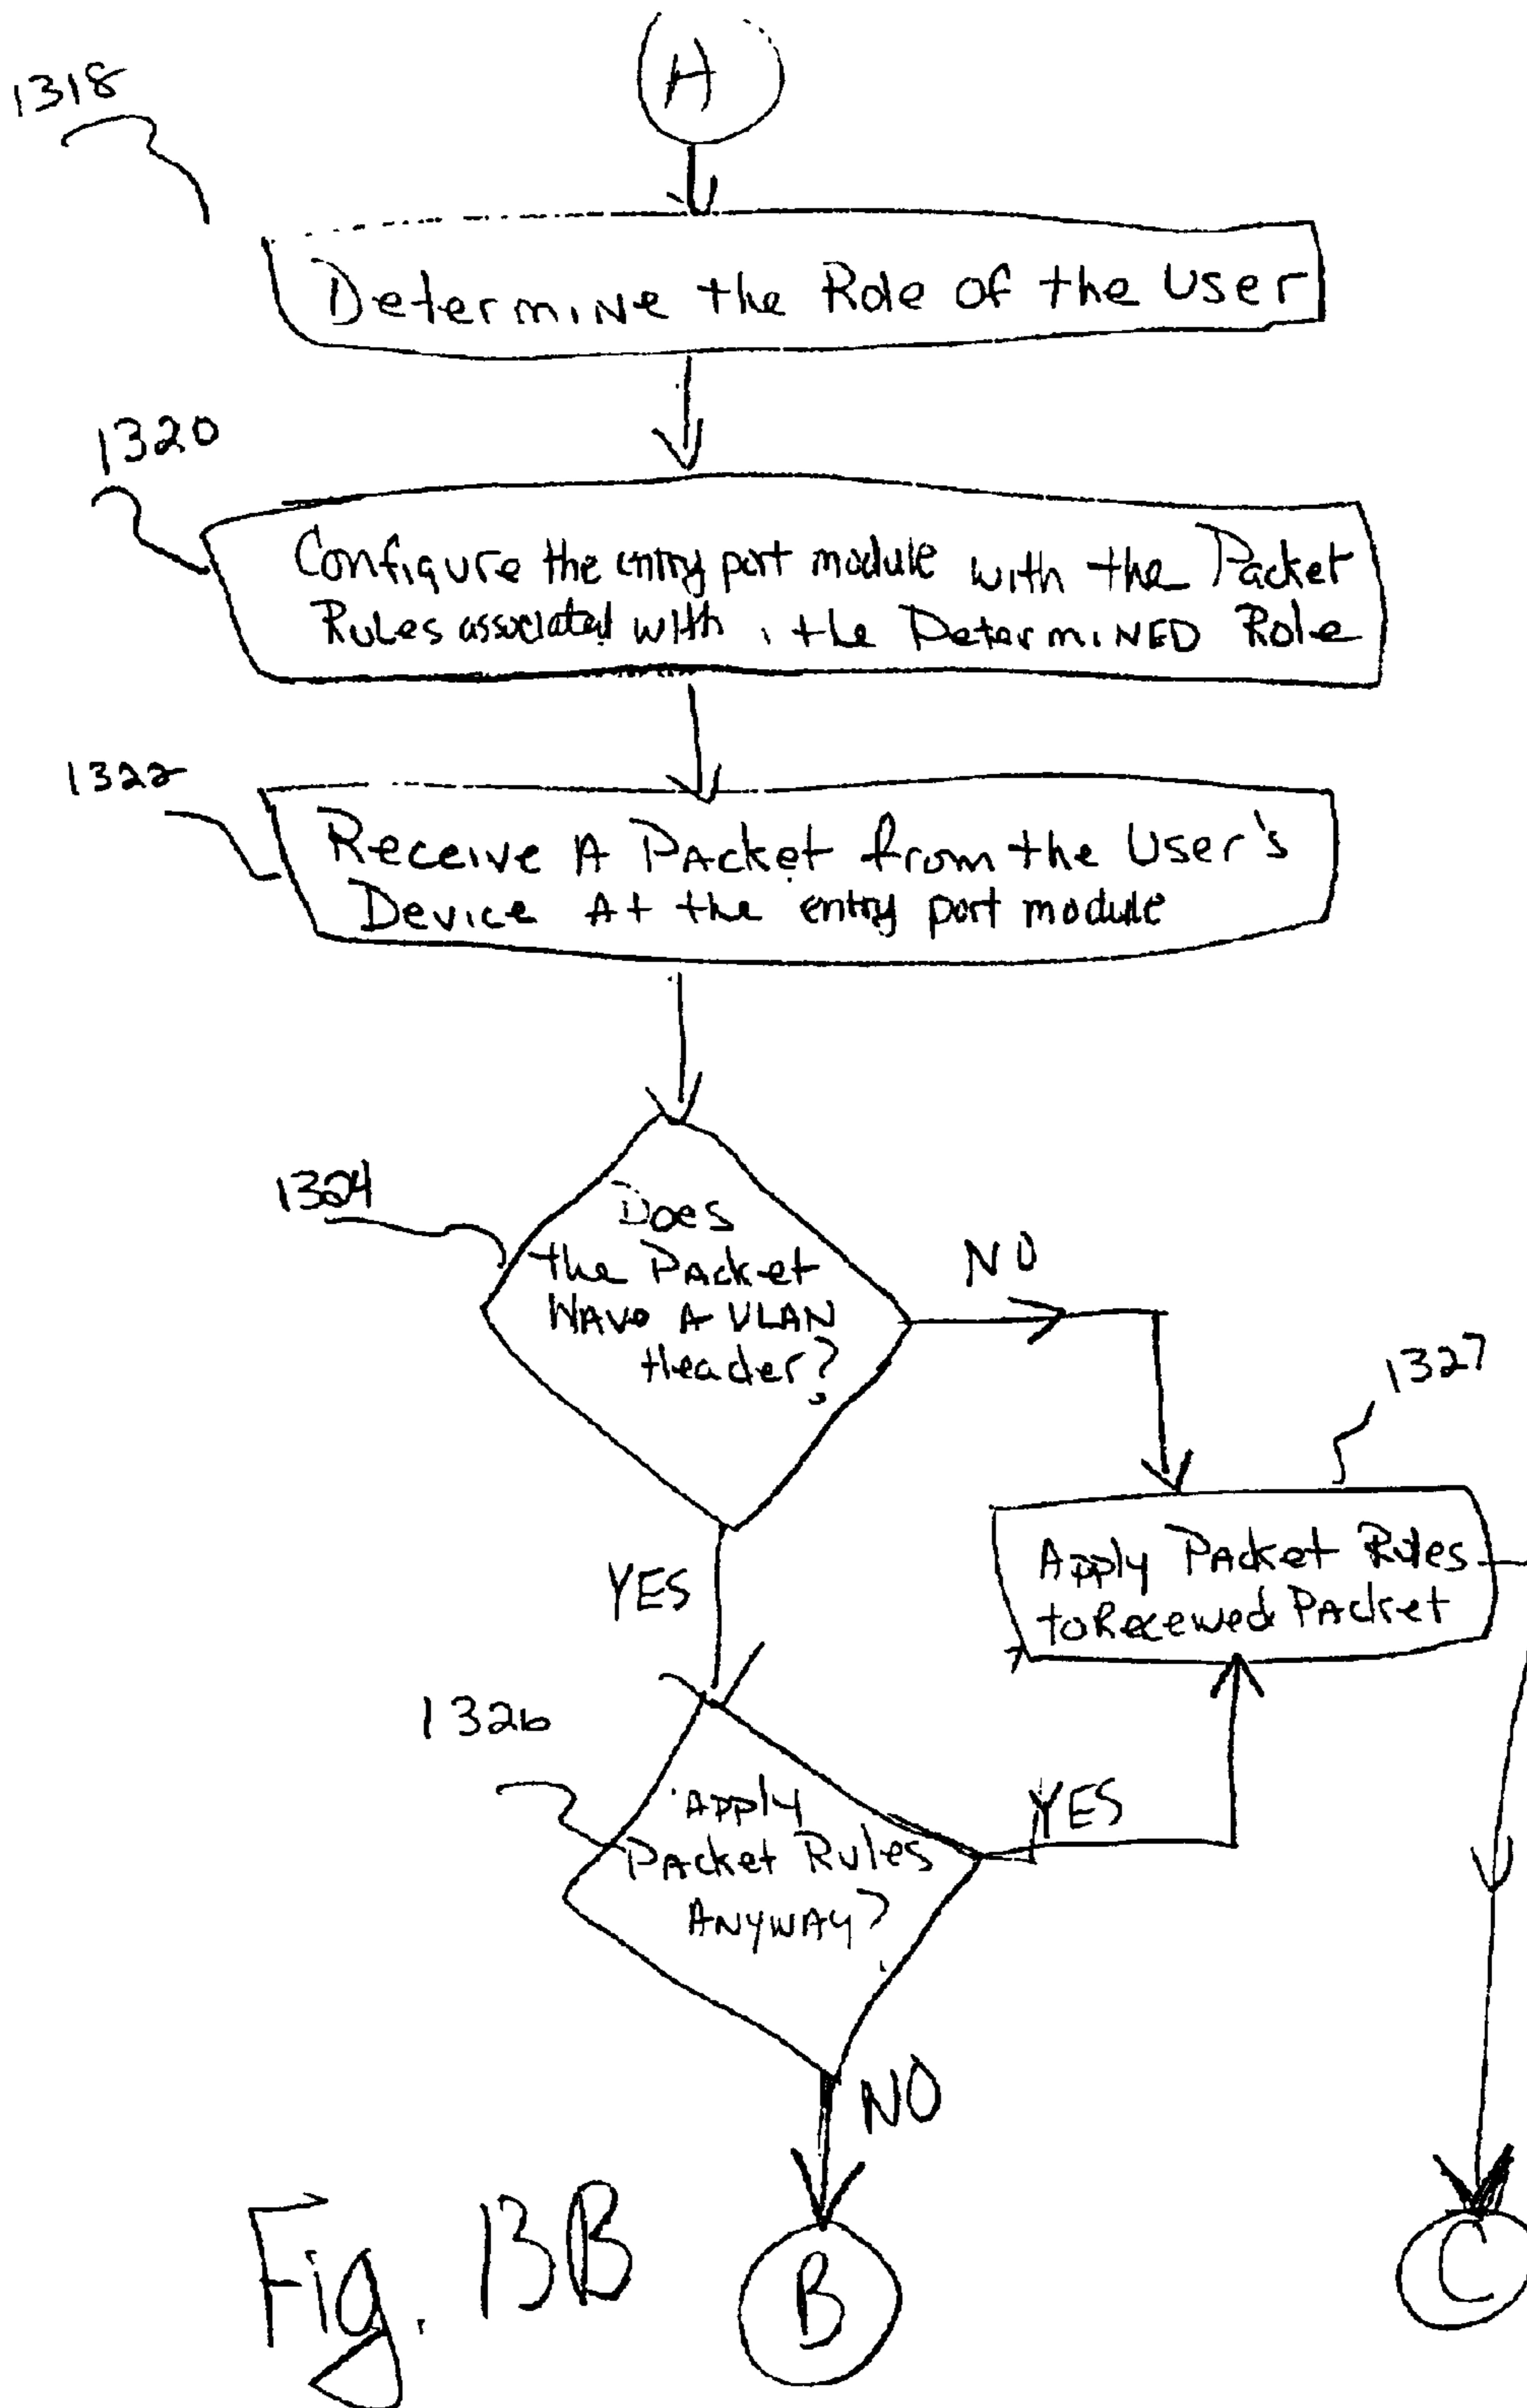 A
1318
Determine the Role of the User
1320
Configure the entry port module with the Packet
Rules associated with the Determined Role
1322
Receive A Packet from the User's
Device At the entry port module
1324
Does
the Packet
Have A VLAN
Header?
NO
1327
Apply Packet Rules
to Received Packet
YES
1326
Apply
Packet Rules
ANYWAY?
YES
NO
B
C
Fig. 13B